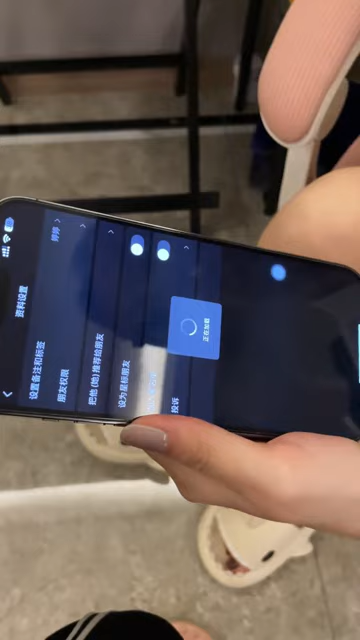 资料设置
设置备注和标签
朋友权限
把他(她)推荐给朋友
设为星标朋友
投诉
正在加载